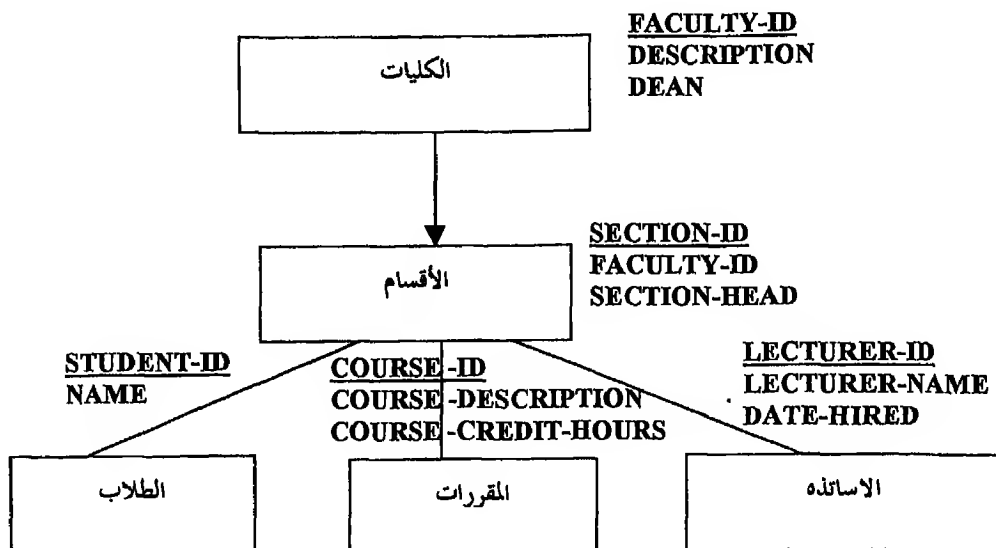 FACULTY-ID
DESCRIPTION
DEAN
الكليات
SECTION-ID
FACULTY-ID
SECTION-HEAD
الأقسام
STUDENT-ID
NAME
COURSE-ID
COURSE-DESCRIPTION
COURSE-CREDIT-HOURS
LECTURER-ID
LECTURER-NAME
DATE-HIRED
الطلاب
المقررات
الاساتذه